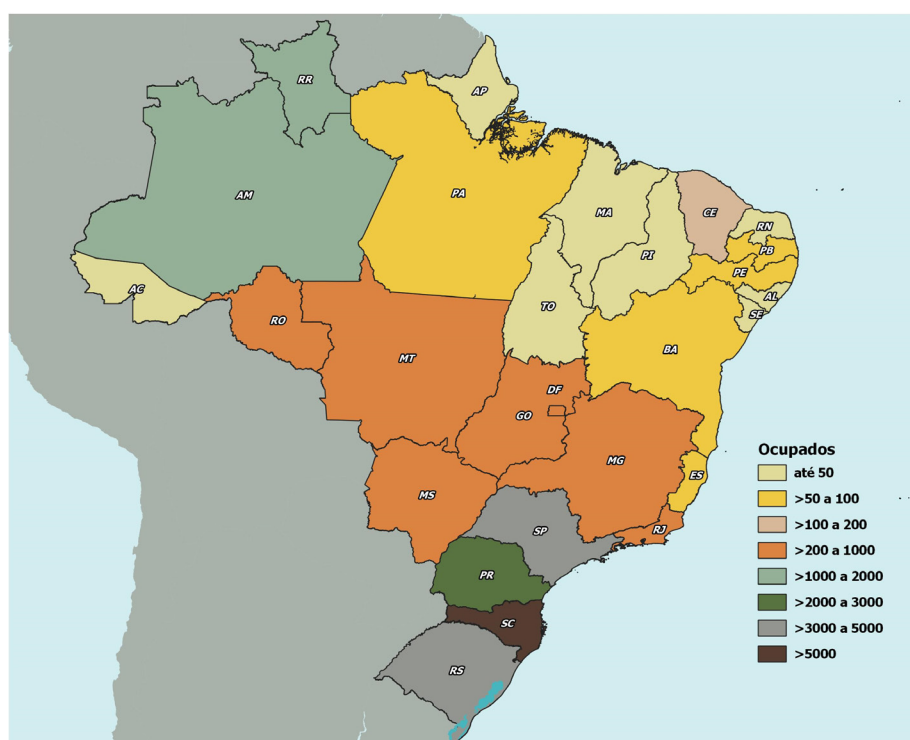 RR
AP
AM
PA
MA
CE
RN
PB
PI
PE
AL
SE
AC
TO
RO
BA
MT
DF
GO
MG
ES
MS
SP
RJ
PR
SC
RS
Ocupados
até 50
>50 a 100
>100 a 200
>200 a 1000
>1000 a 2000
>2000 a 3000
>3000 a 5000
>5000